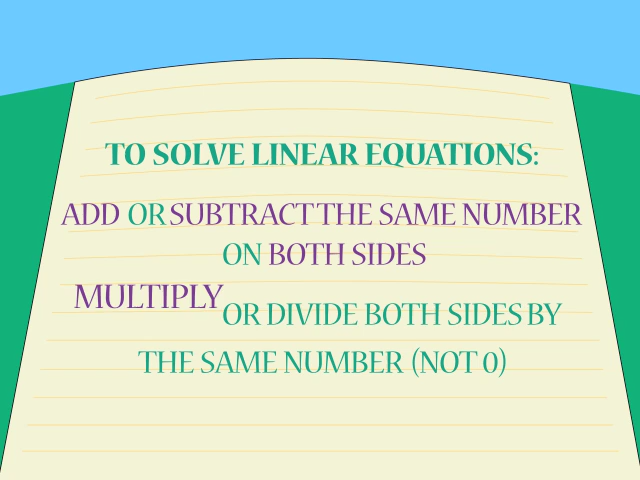 TO SOLVE LINEAR EQUATIONS:
ADD OR SUBTRACT THE SAME NUMBER
ON BOTH SIDES
MULTIPLY OR DIVIDE BOTH SIDES BY
THE SAME NUMBER (NOT 0)